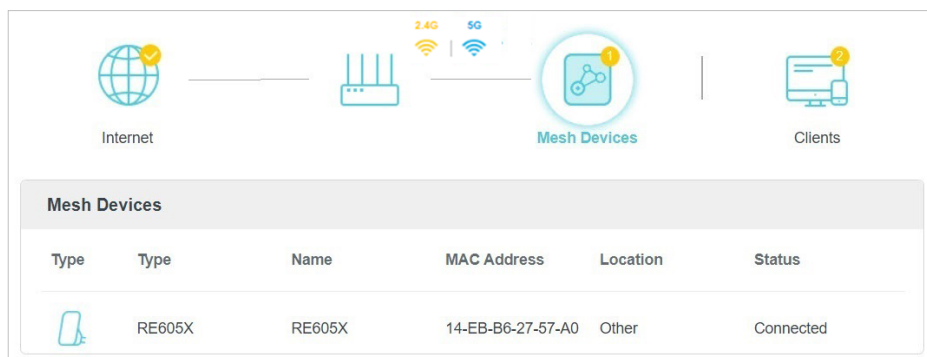 2.4G 5G
1
2
Internet
Mesh Devices
Clients
Mesh Devices
Type Type Name MAC Address Location Status
RE605X RE605X 14-EB-B6-27-57-A0 Other Connected